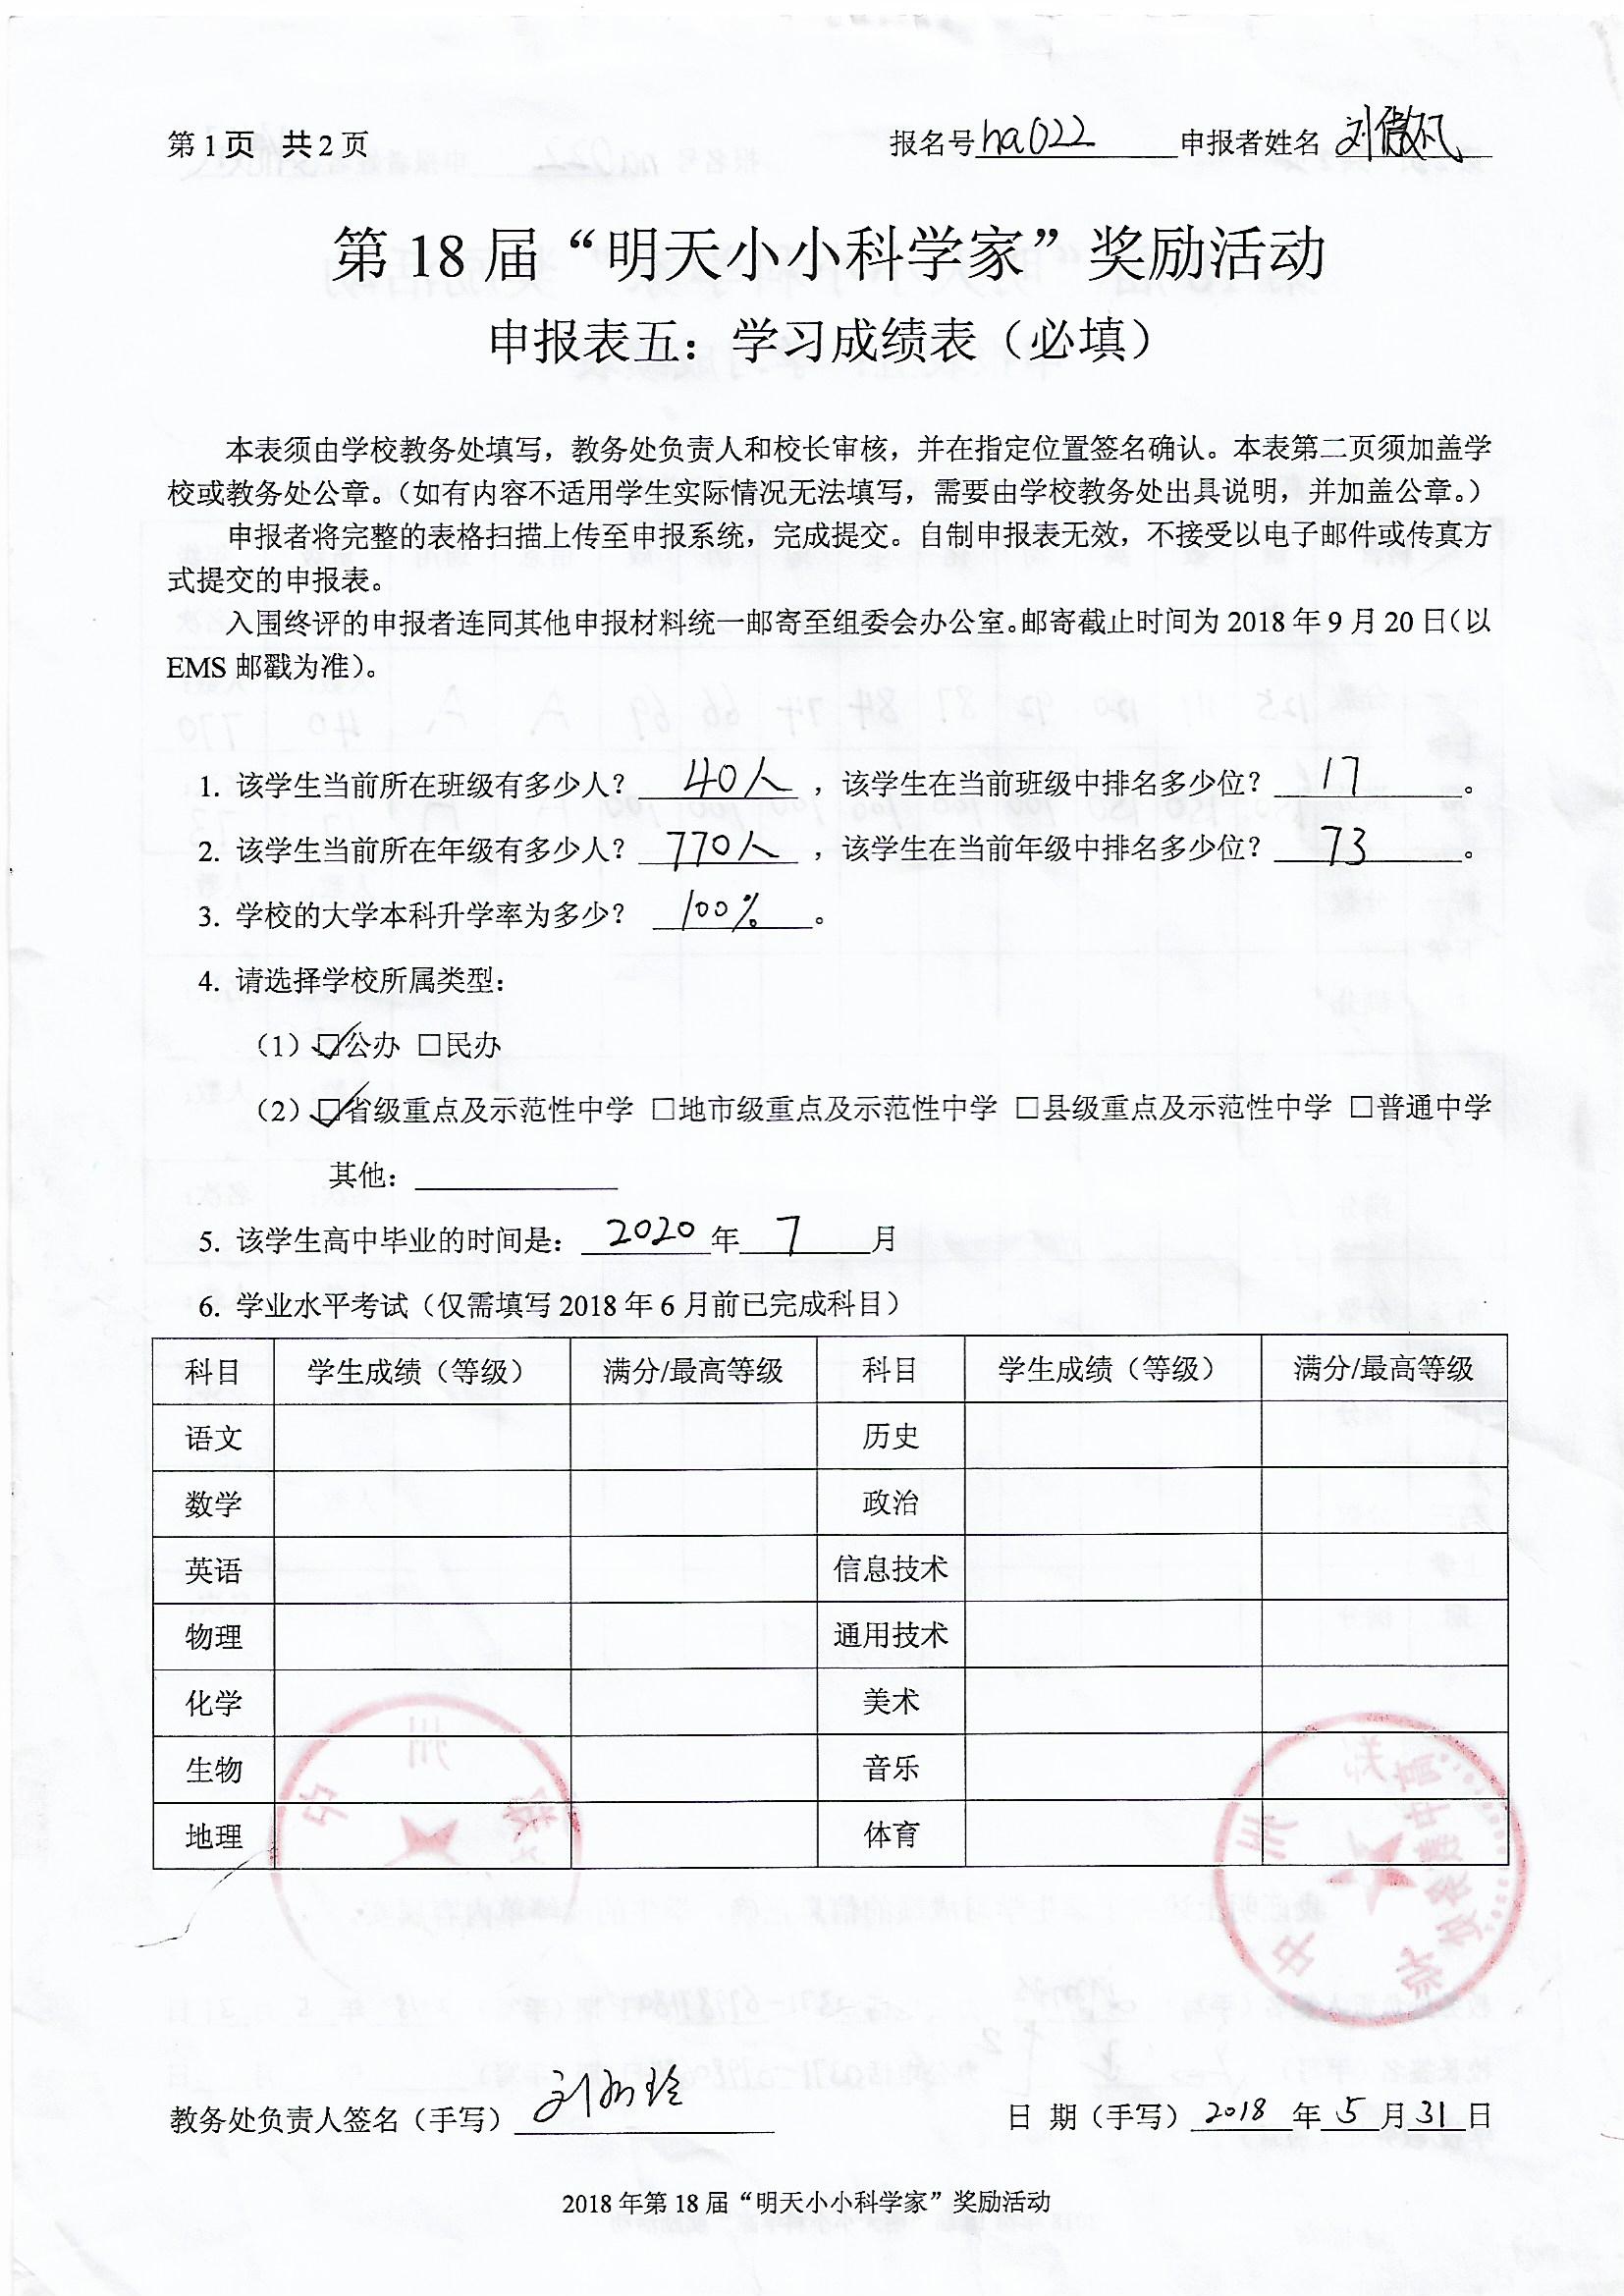 第1页 共2页 报名号ha022 申报者姓名 刘傲凡
第 18 届“明天小小科学家”奖励活动
申报表五：学习成绩表（必填）
本表须由学校教务处填写，教务处负责人和校长审核，并在指定位置签名确认。本表第二页须加盖学
校或教务处公章。（如有内容不适用学生实际情况无法填写，需要由学校教务处出具说明，并加盖公章。）
申报者将完整的表格扫描上传至申报系统，完成提交。自制申报表无效，不接受以电子邮件或传真方
式提交的申报表。
入围终评的申报者连同其他申报材料统一邮寄至组委会办公室。邮寄截止时间为 2018 年 9 月 20 日（以
EMS 邮戳为准）。
1. 该学生当前所在班级有多少人？ 40人 ，该学生在当前班级中排名多少位？ 17 。
2. 该学生当前所在年级有多少人？ 770人 ，该学生在当前年级中排名多少位？ 73 。
3. 学校的大学本科升学率为多少？ 100% 。
4. 请选择学校所属类型：
（1）☑公办 □民办
（2）☑省级重点及示范性中学 □地市级重点及示范性中学 □县级重点及示范性中学 □普通中学
其他：
5. 该学生高中毕业的时间是： 2020 年 7 月
6. 学业水平考试（仅需填写 2018 年 6 月前已完成科目）
科目 学生成绩（等级） 满分/最高等级 科目 学生成绩（等级） 满分/最高等级
语文 历史
数学 政治
英语 信息技术
物理 通用技术
化学 美术
生物 音乐
地理 体育
教务处负责人签名（手写） 日 期（手写） 2018 年 5 月 31 日
2018 年第 18 届“明天小小科学家”奖励活动